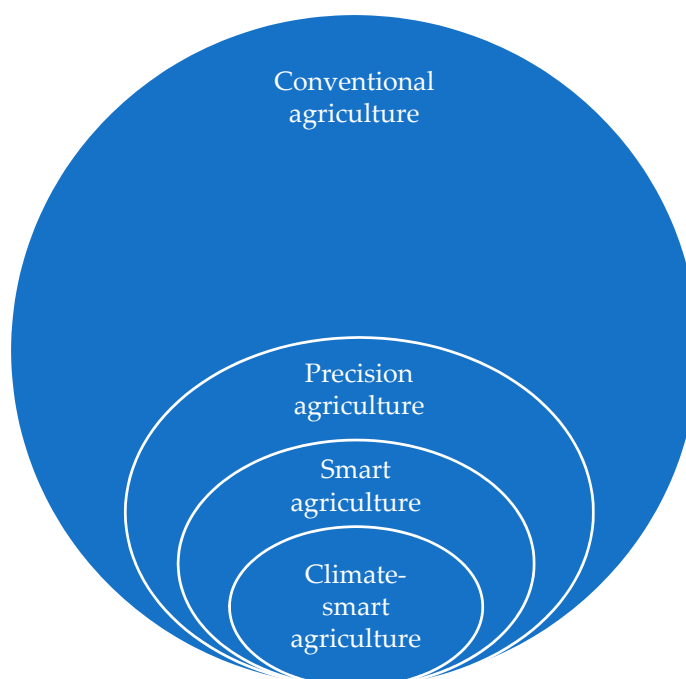 Conventional
agriculture
Precision
agriculture
Smart
agriculture
Climate-
smart
agriculture